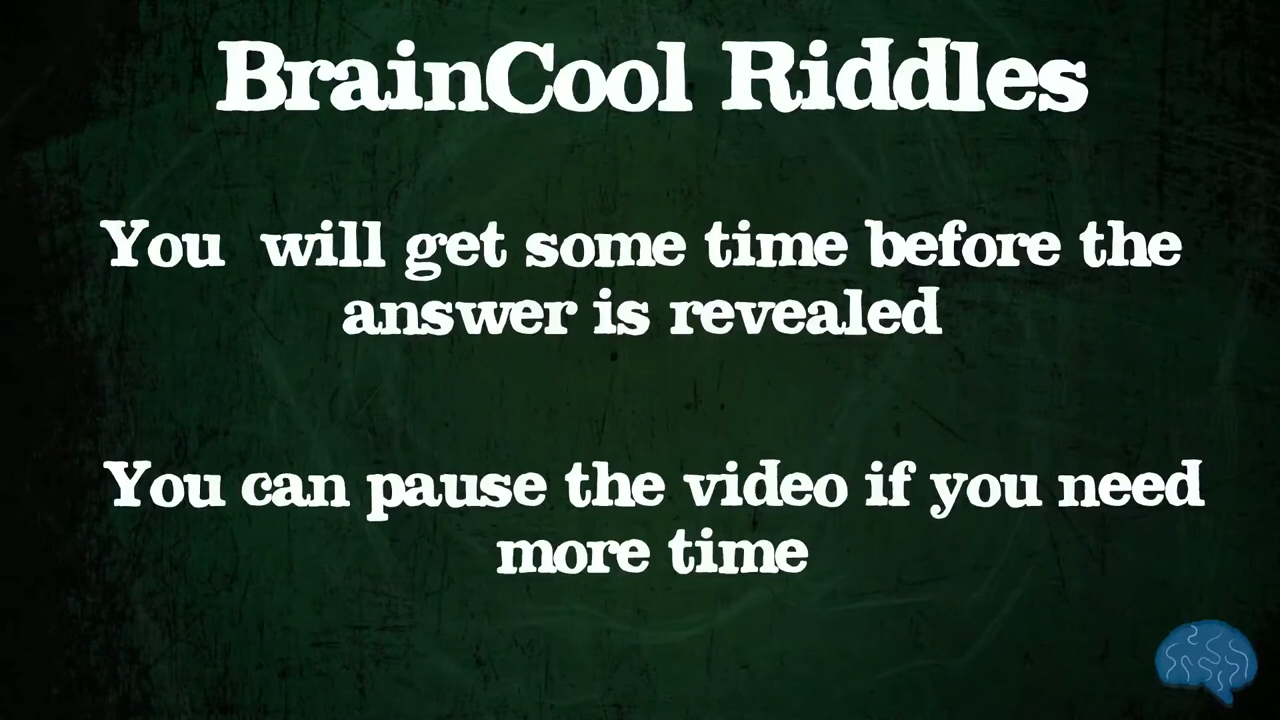 BrainCool Riddles
You will get some time before the
answer is revealed
You can pause the video if you need
more time